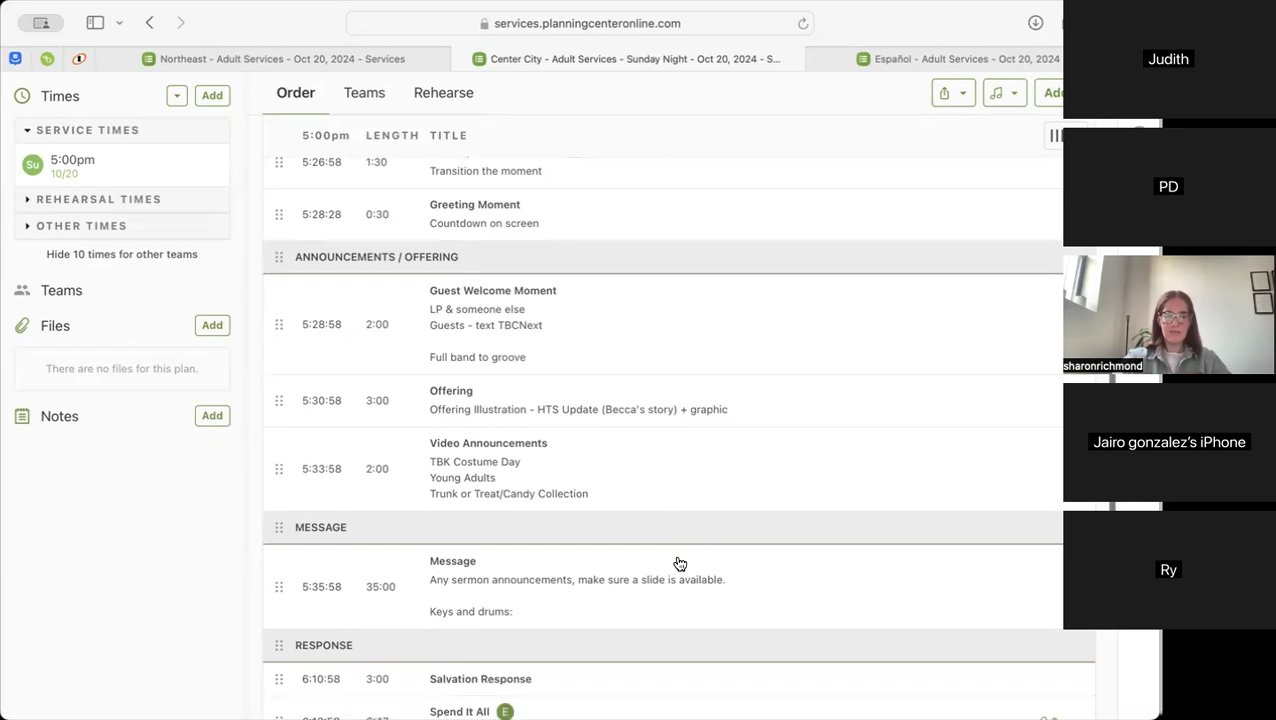 services.planningcenteronline.com
Northeast - Adult Services - Oct 20, 2024 - Services
Center City - Adult Services - Sunday Night - Oct 20, 2024 - S...
Español - Adult Services - Oct 20, 2024
Times
Add
SERVICE TIMES
Su
5:00pm
10/20
REHEARSAL TIMES
OTHER TIMES
Hide 10 times for other teams
Teams
Files
Add
There are no files for this plan.
Notes
Add
Order
Teams
Rehearse
5:00pm LENGTH TITLE
5:26:58 1:30
Transition the moment
Greeting Moment
5:28:28 0:30
Countdown on screen
ANNOUNCEMENTS / OFFERING
Guest Welcome Moment
LP & someone else
5:28:58 2:00
Guests - text TBCNext
Full band to groove
Offering
5:30:58 3:00
Offering Illustration - HTS Update (Becca's story) + graphic
Video Announcements
TBK Costume Day
5:33:58 2:00
Young Adults
Trunk or Treat/Candy Collection
MESSAGE
Message
Any sermon announcements, make sure a slide is available.
5:35:58 35:00
Keys and drums:
RESPONSE
6:10:58 3:00 Salvation Response
Spend It All E
Judith
PD
sharonrichmond
Jairo gonzalez's iPhone
Ry